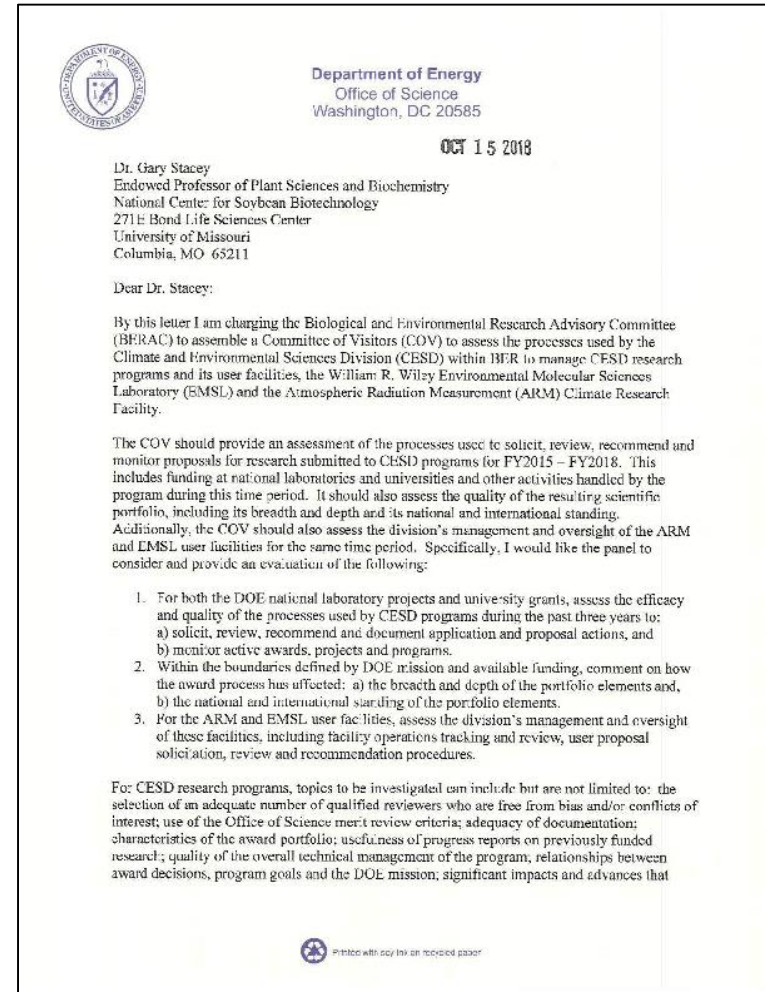 DEPARTMENT OF ENERGY
UNITED STATES OF AMERICA
Department of Energy
Office of Science
Washington, DC 20585
OCT 15 2018
Dr. Gary Stacey
Endowed Professor of Plant Sciences and Biochemistry
National Center for Soybean Biotechnology
271E Bond Life Sciences Center
University of Missouri
Columbia, MO 65211
Dear Dr. Stacey:
By this letter I am charging the Biological and Environmental Research Advisory Committee
(BERAC) to assemble a Committee of Visitors (COV) to assess the processes used by the
Climate and Environmental Sciences Division (CESD) within BER to manage CESD research
programs and its user facilities, the William R. Wiley Environmental Molecular Sciences
Laboratory (EMSL) and the Atmospheric Radiation Measurement (ARM) Climate Research
Facility.
The COV should provide an assessment of the processes used to solicit, review, recommend and
monitor proposals for research submitted to CESD programs for FY2015 – FY2018. This
includes funding at national laboratories and universities and other activities handled by the
program during this time period. It should also assess the quality of the resulting scientific
portfolio, including its breadth and depth and its national and international standing.
Additionally, the COV should also assess the division's management and oversight of the ARM
and EMSL user facilities for the same time period. Specifically, I would like the panel to
consider and provide an evaluation of the following:
1. For both the DOE national laboratory projects and university grants, assess the efficacy
and quality of the processes used by CESD programs during the past three years to:
a) solicit, review, recommend and document application and proposal actions, and
b) monitor active awards, projects and programs.
2. Within the boundaries defined by DOE mission and available funding, comment on how
the award process has affected: a) the breadth and depth of the portfolio elements and,
b) the national and international standing of the portfolio elements.
3. For the ARM and EMSL user facilities, assess the division's management and oversight
of these facilities, including facility operations tracking and review, user proposal
solicitation, review and recommendation procedures.
For CESD research programs, topics to be investigated can include but are not limited to: the
selection of an adequate number of qualified reviewers who are free from bias and/or conflicts of
interest; use of the Office of Science merit review criteria; adequacy of documentation;
characteristics of the award portfolio; usefulness of progress reports on previously funded
research; quality of the overall technical management of the program; relationships between
award decisions, program goals and the DOE mission; significant impacts and advances that
Printed with soy ink on recycled paper